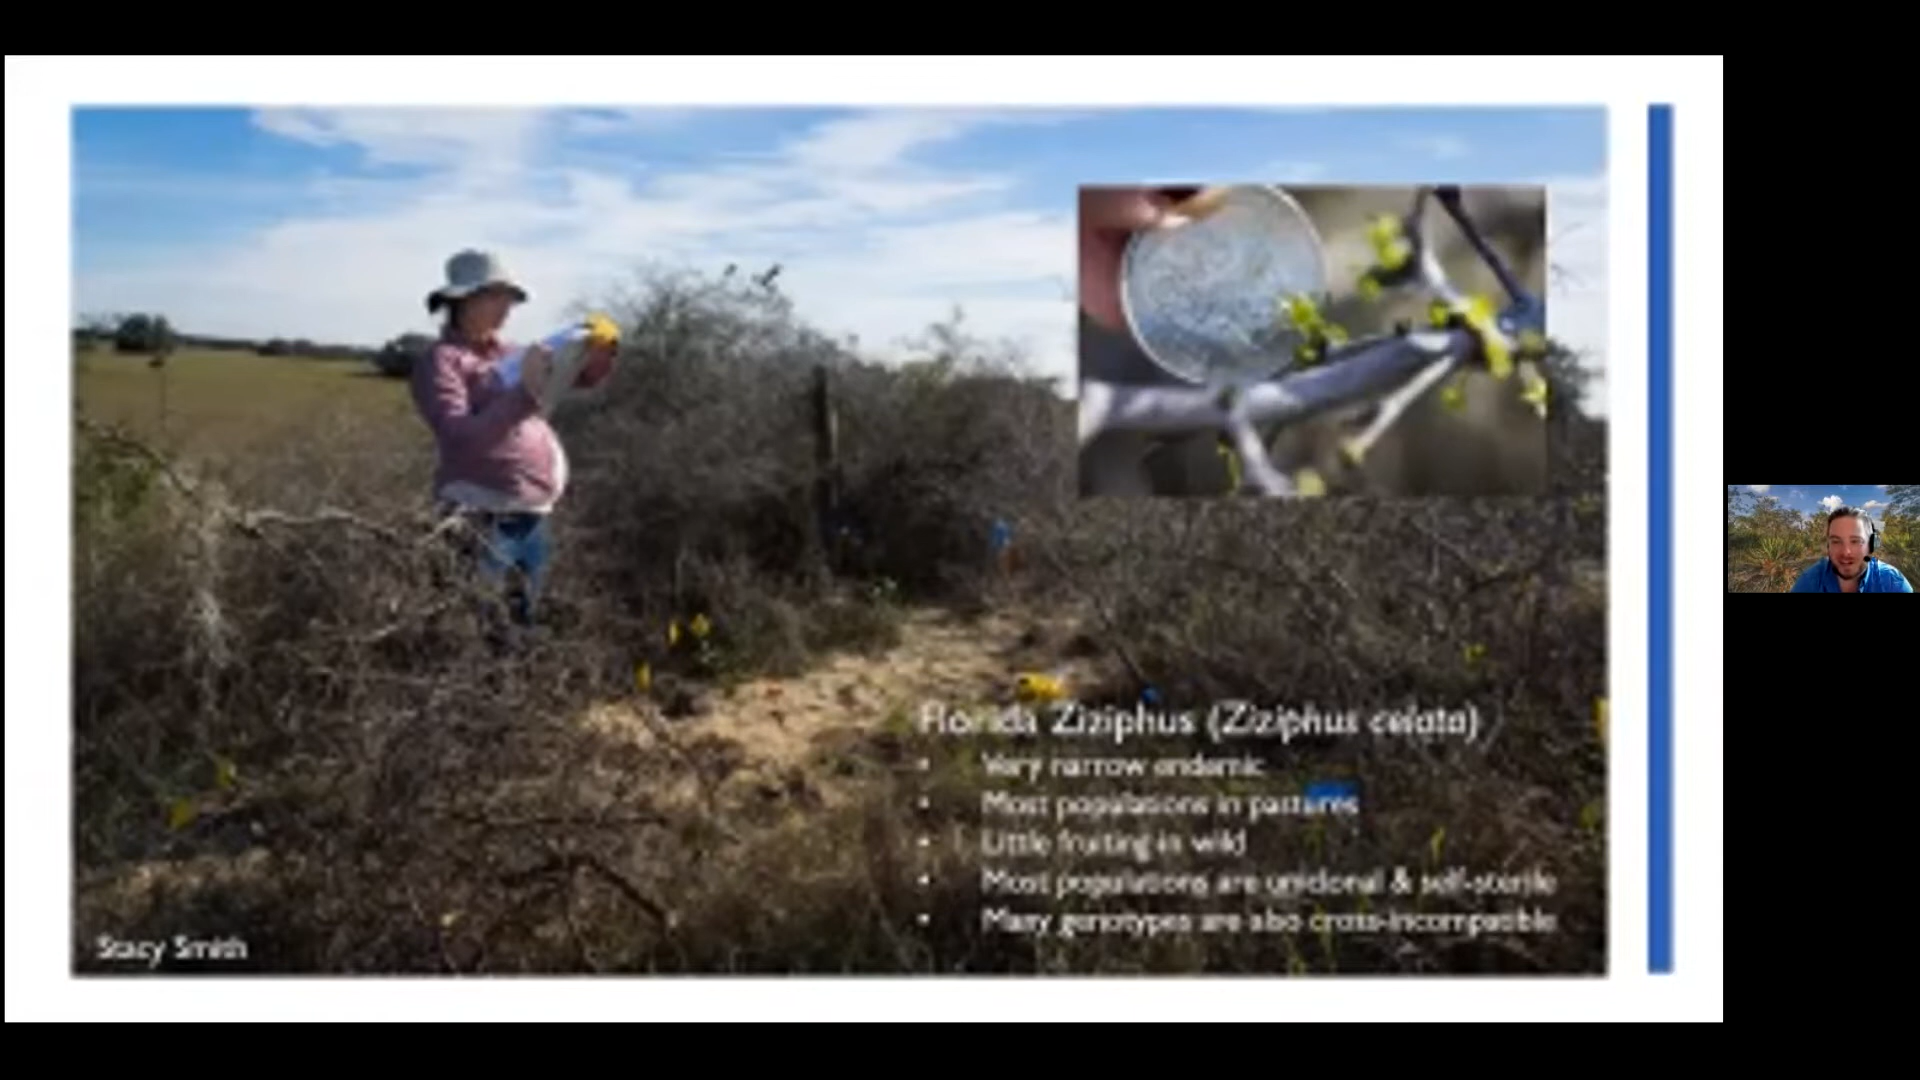 Florida Ziziphus (Ziziphus celata)
• Very narrow endemic
• Most populations in pastures
• Little fruiting in wild
• Most populations are uniclonal & self-sterile
• Many genotypes are also cross-incompatible
Stacy Smith